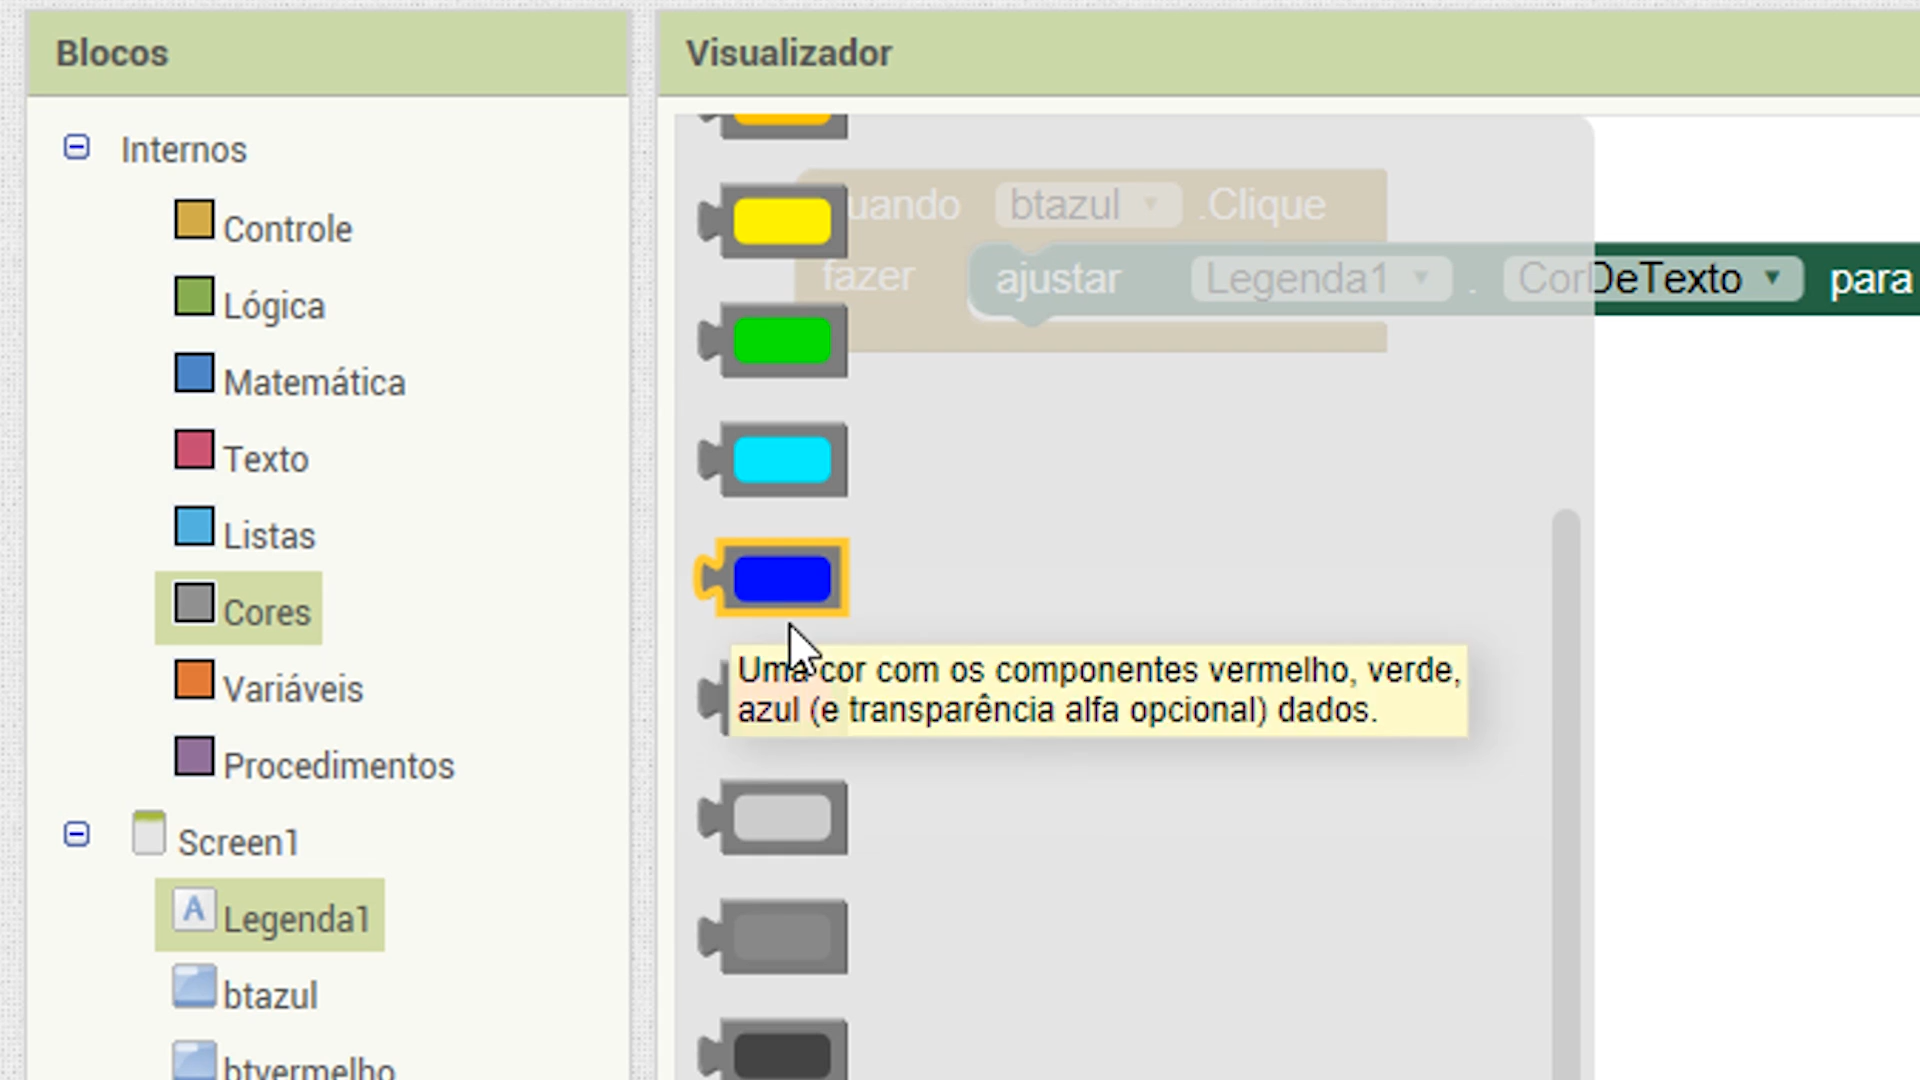 Blocos
Visualizador
Internos
Controle
Lógica
Matemática
Texto
Listas
Cores
Variáveis
Procedimentos
Screen1
Legenda1
btazul
btvermelho
uando btazul .Clique
fazer ajustar Legenda1 . CorDeTexto para
Uma cor com os componentes vermelho, verde,
azul (e transparência alfa opcional) dados.